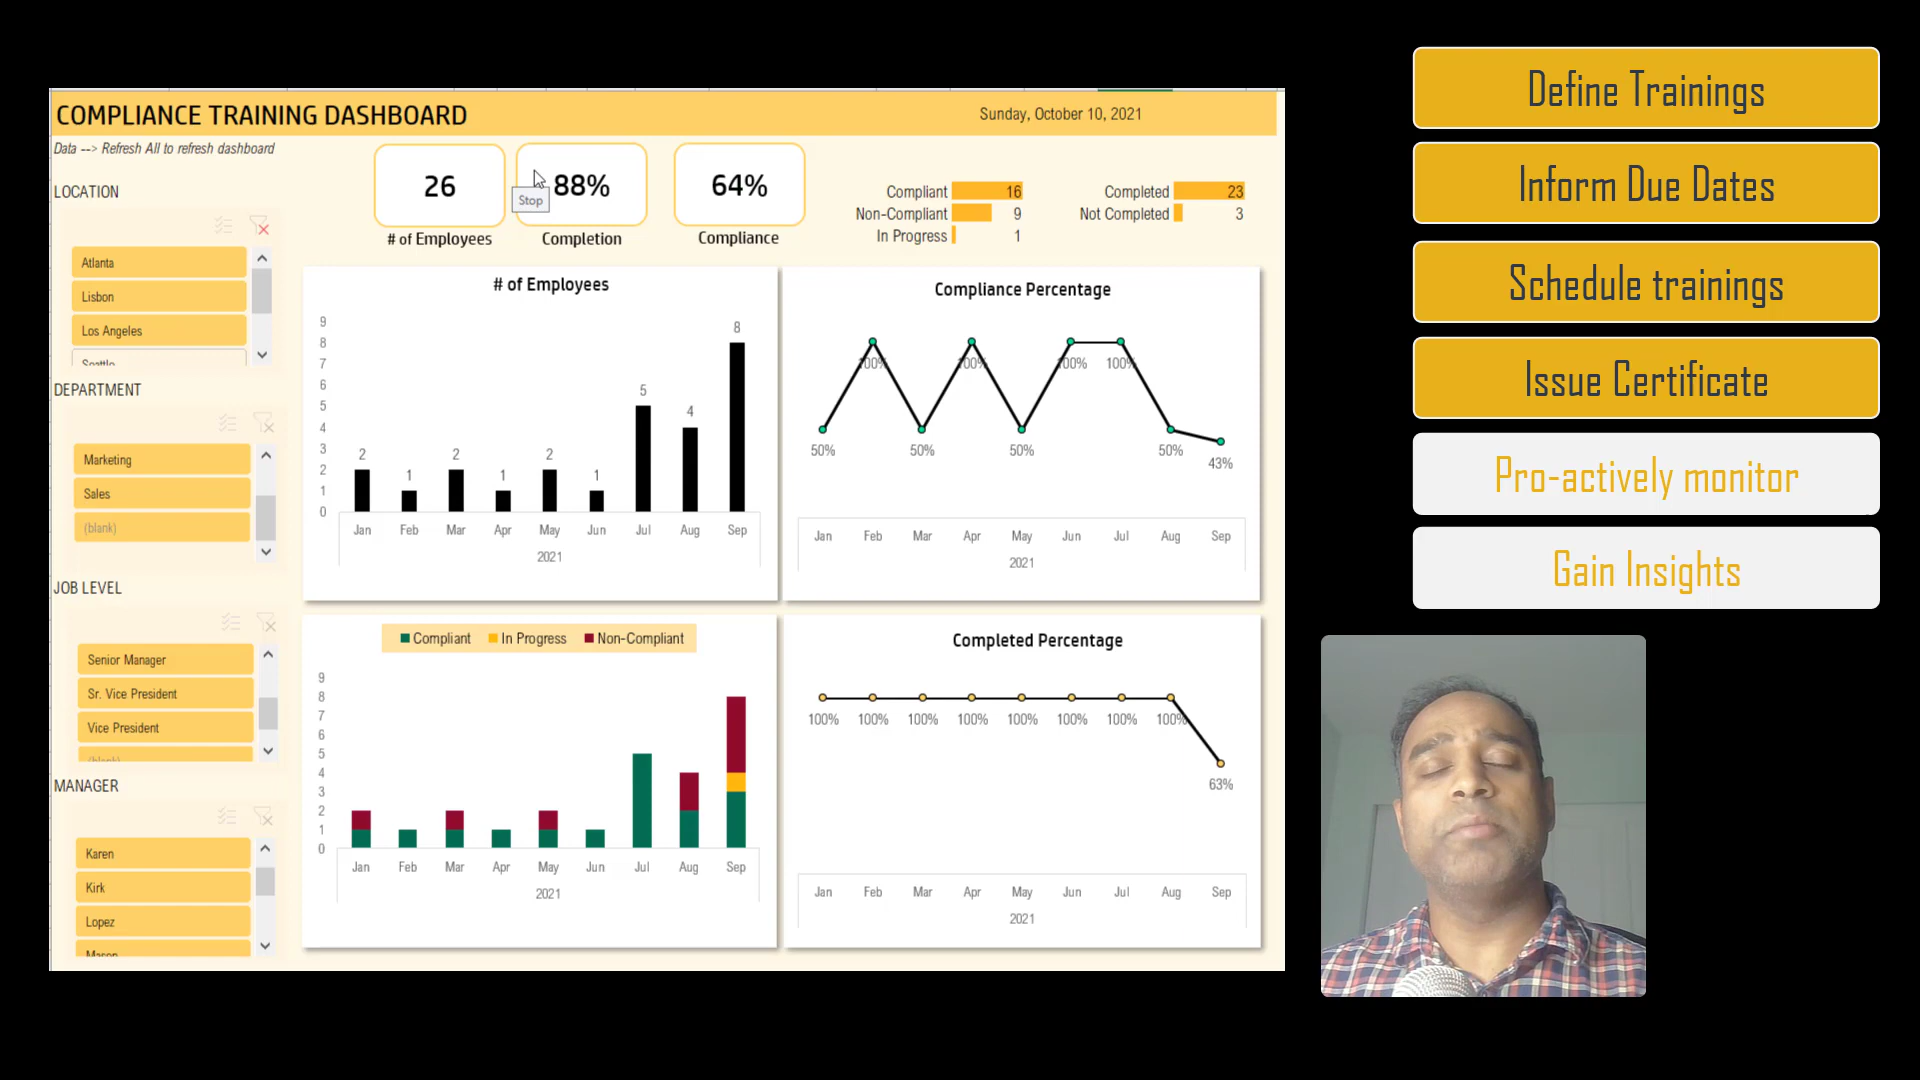 COMPLIANCE TRAINING DASHBOARD
Sunday, October 10, 2021
Data --> Refresh All to refresh dashboard
26
# of Employees
88%
Stop
Completion
64%
Compliance
Compliant 16
Non-Compliant 9
In Progress 1
Completed 23
Not Completed 3
LOCATION
Atlanta
Lisbon
Los Angeles
Seattle
DEPARTMENT
Marketing
Sales
(blank)
JOB LEVEL
Senior Manager
Sr. Vice President
Vice President
(blank)
MANAGER
Karen
Kirk
Lopez
Mason
# of Employees
9
8
7
6
5
4
3
2
1
0
2 1 2 1 2 1 5 4 8
Jan Feb Mar Apr May Jun Jul Aug Sep
2021
Compliance Percentage
50% 100% 50% 100% 50% 100% 100% 50% 43%
Jan Feb Mar Apr May Jun Jul Aug Sep
2021
Compliant In Progress Non-Compliant
9
8
7
6
5
4
3
2
1
0
Jan Feb Mar Apr May Jun Jul Aug Sep
2021
Completed Percentage
100% 100% 100% 100% 100% 100% 100% 100% 63%
Jan Feb Mar Apr May Jun Jul Aug Sep
2021
Define Trainings
Inform Due Dates
Schedule trainings
Issue Certificate
Pro-actively monitor
Gain Insights